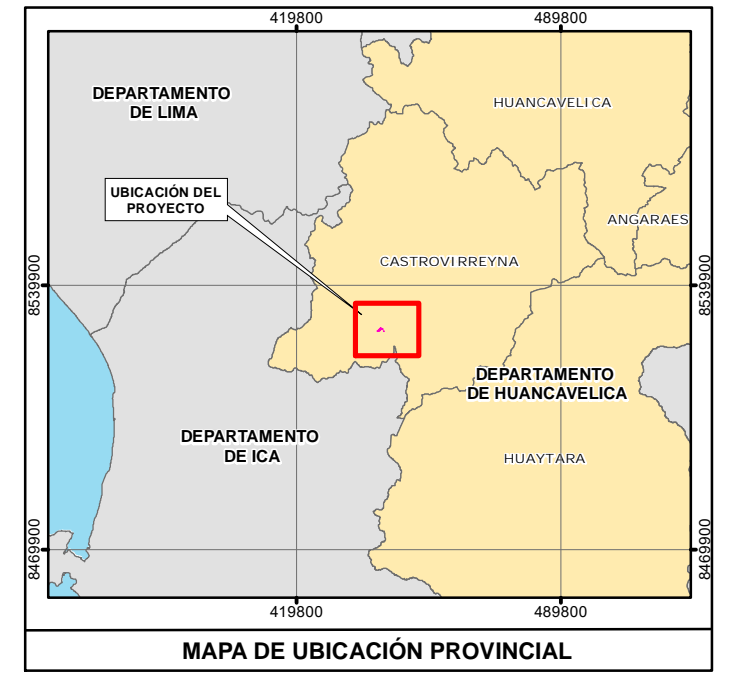 419800
489800
DEPARTAMENTO
DE LIMA
HUANCAVELICA
UBICACIÓN DEL
PROYECTO
ANGARAES
CASTROVIRREYNA
8539900
8539900
DEPARTAMENTO
DE HUANCAVELICA
DEPARTAMENTO
DE ICA
HUAYTARA
8469900
8469900
419800
489800
MAPA DE UBICACIÓN PROVINCIAL